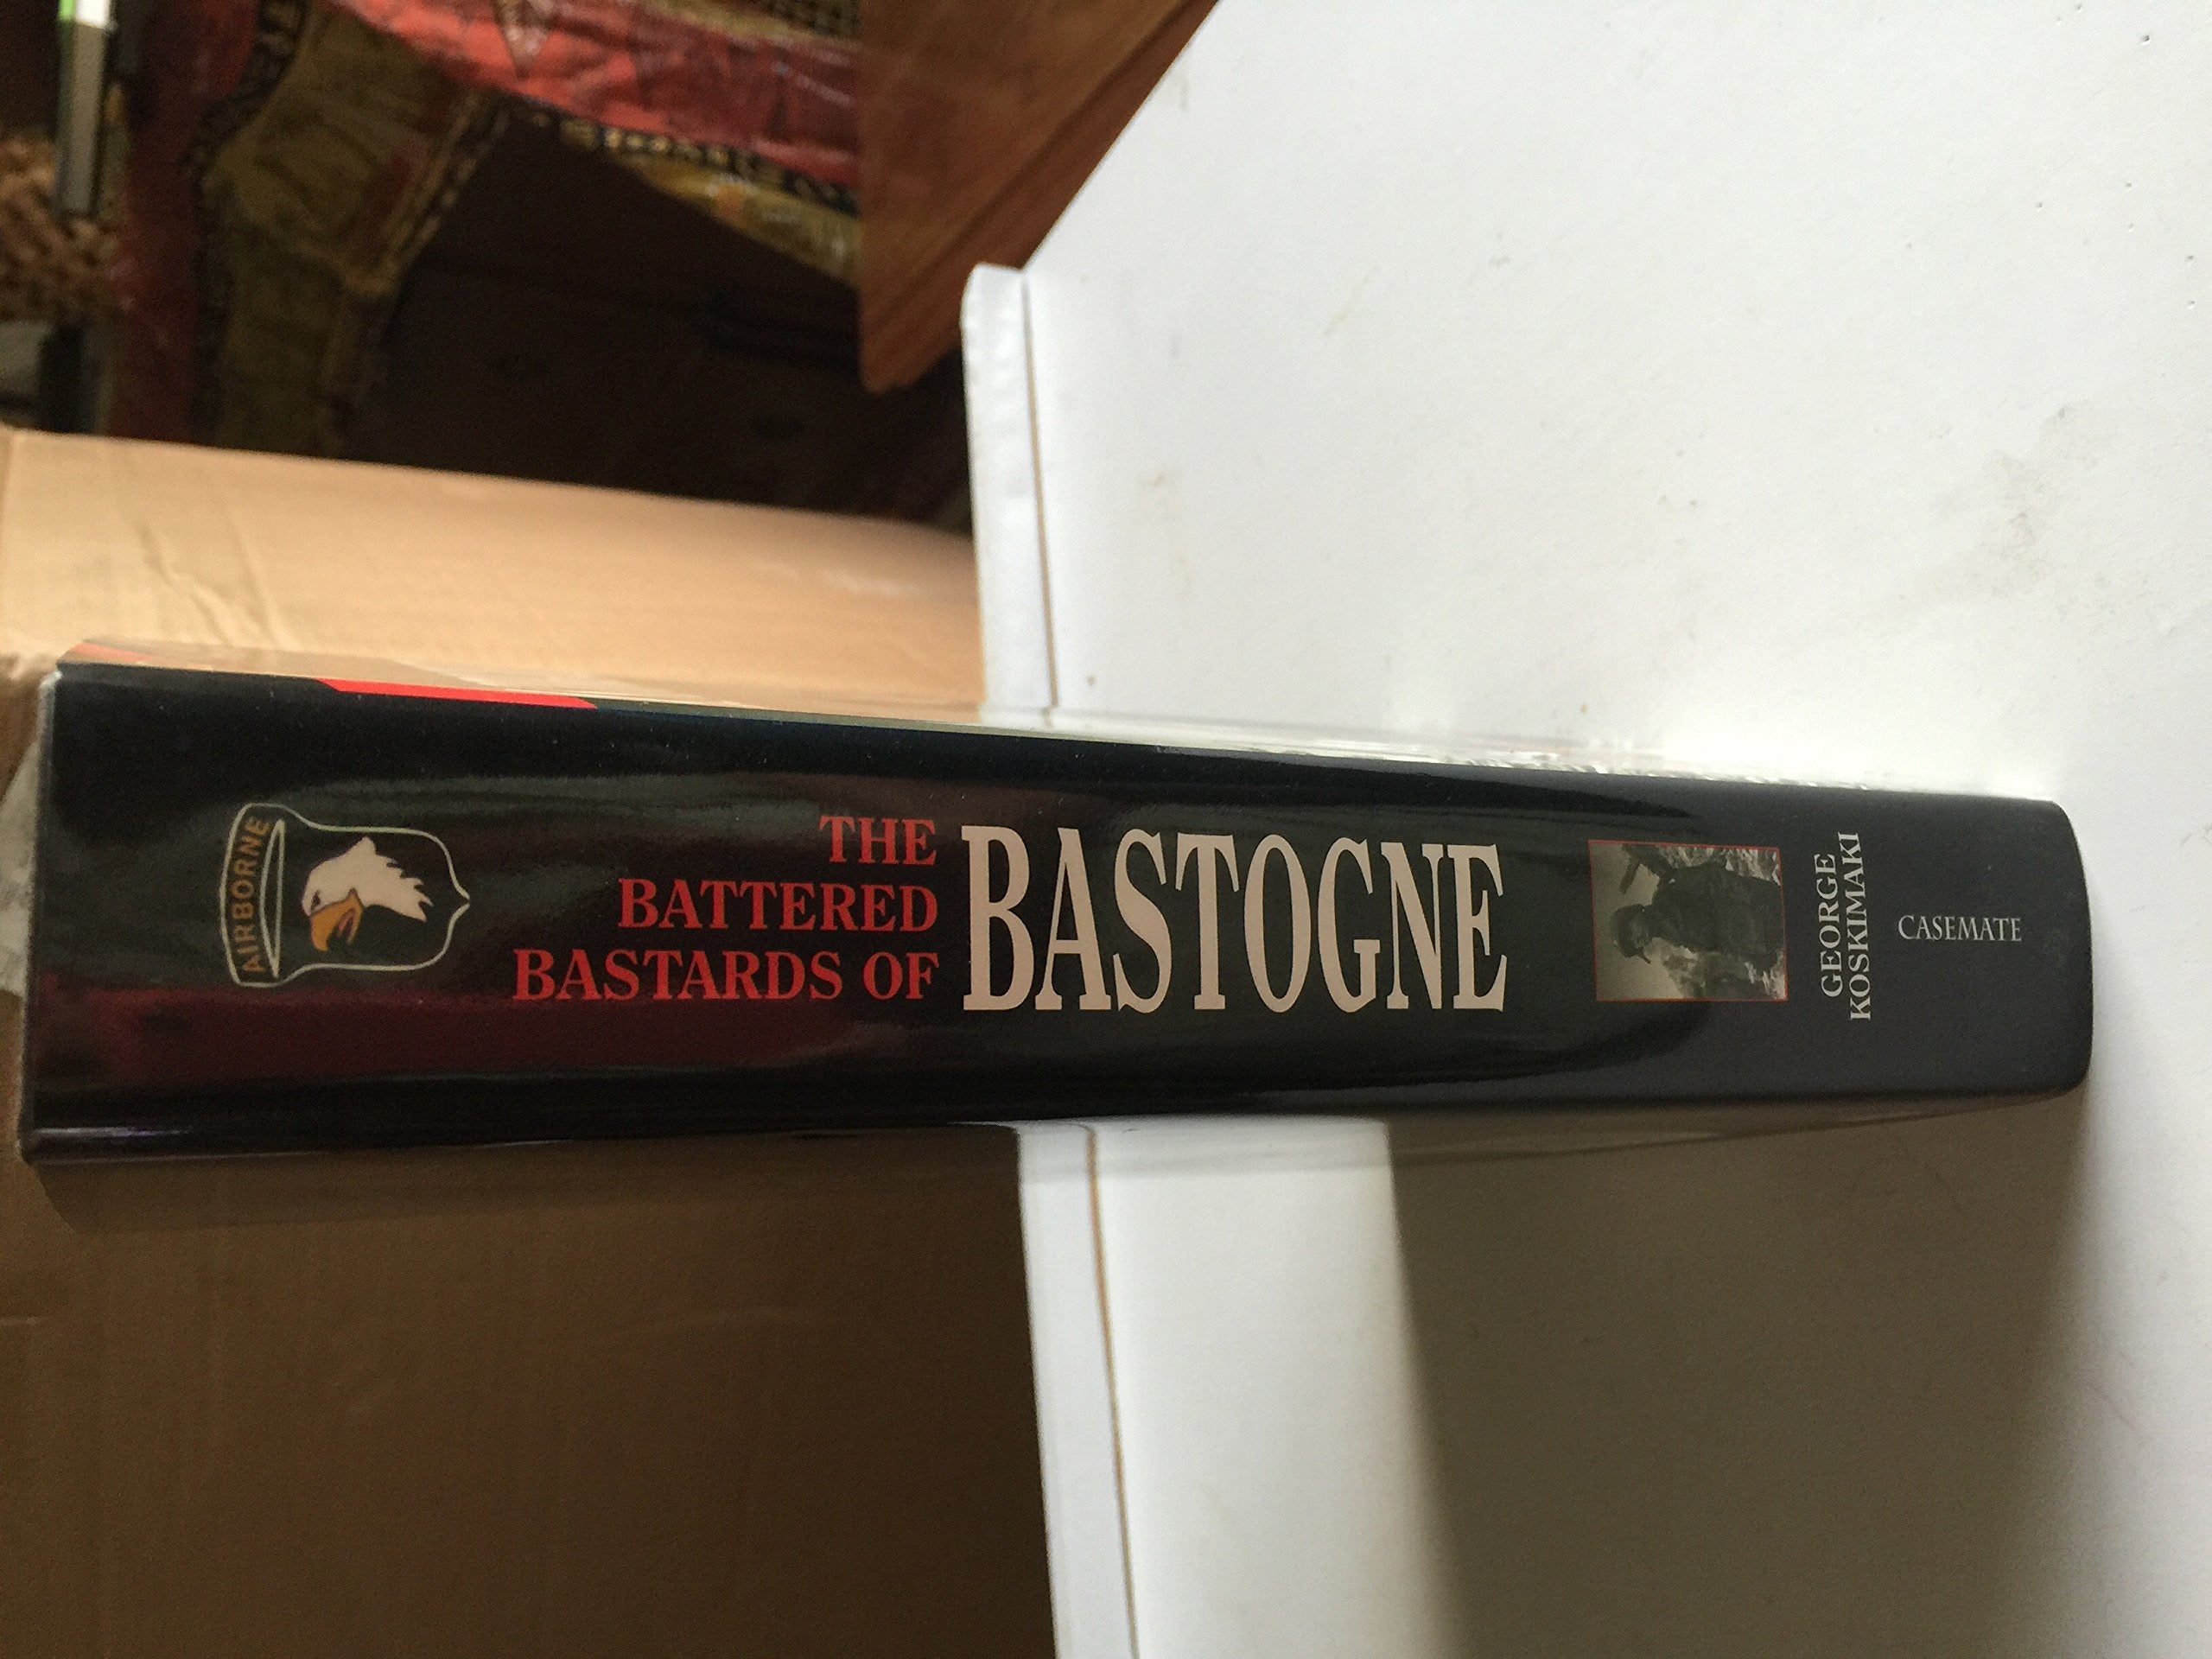 AIRBORNE
THE
BATTERED
BASTARDS OF
BASTOGNE
GEORGE
KOSKIMAKI
CASEMATE